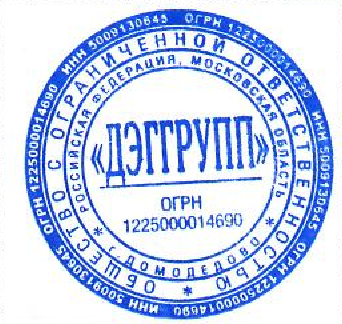 ИНН 5009130645 ОГРН 1225000014690 ИНН 5009130645 ОГРН 1225000014690 ИНН 5009130645 ОГРН 1225000014690
ОБЩЕСТВО С ОГРАНИЧЕННОЙ ОТВЕТСТВЕННОСТЬЮ *
РОССИЙСКАЯ ФЕДЕРАЦИЯ, МОСКОВСКАЯ ОБЛАСТЬ
* г. ДОМОДЕДОВО *
«ДЭГГРУПП»
ОГРН
1225000014690